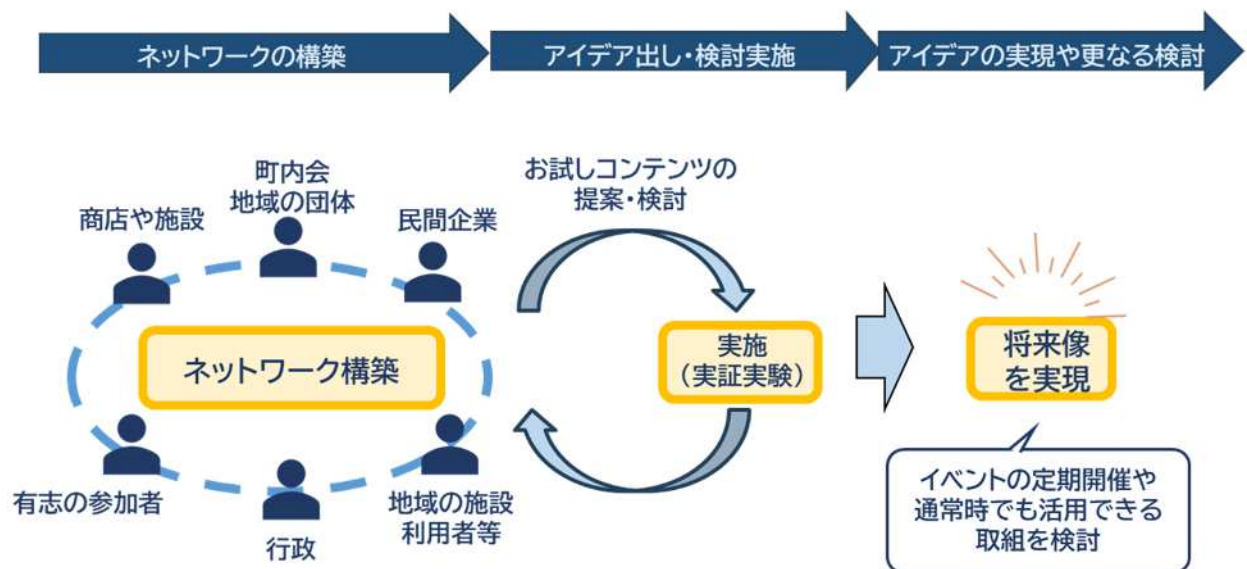 ネットワークの構築
アイデア出し・検討実施
アイデアの実現や更なる検討
町内会
地域の団体
商店や施設
民間企業
ネットワーク構築
有志の参加者
行政
地域の施設
利用者等
お試しコンテンツの
提案・検討
実施
（実証実験）
将来像
を実現
イベントの定期開催や
通常時でも活用できる
取組を検討